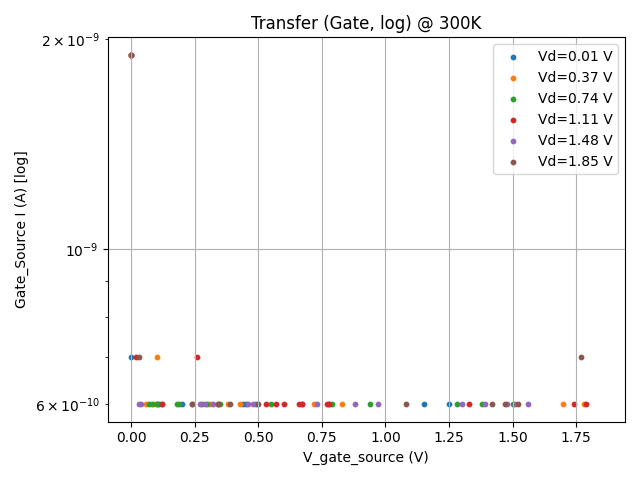 Transfer (Gate, log) @ 300K
Gate_Source I (A) [log]
2 × 10⁻⁹
10⁻⁹
6 × 10⁻¹⁰
Vd=0.01 V
Vd=0.37 V
Vd=0.74 V
Vd=1.11 V
Vd=1.48 V
Vd=1.85 V
0.00 0.25 0.50 0.75 1.00 1.25 1.50 1.75
V_gate_source (V)